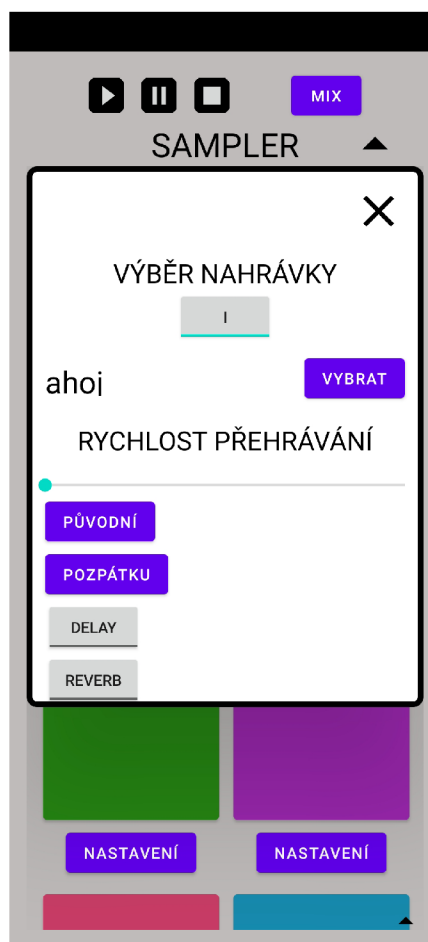 MIX
SAMPLER
VÝBĚR NAHRÁVKY
I
ahoj
VYBRAT
RYCHLOST PŘEHRÁVÁNÍ
PŮVODNÍ
POZPÁTKU
DELAY
REVERB
NASTAVENÍ NASTAVENÍ